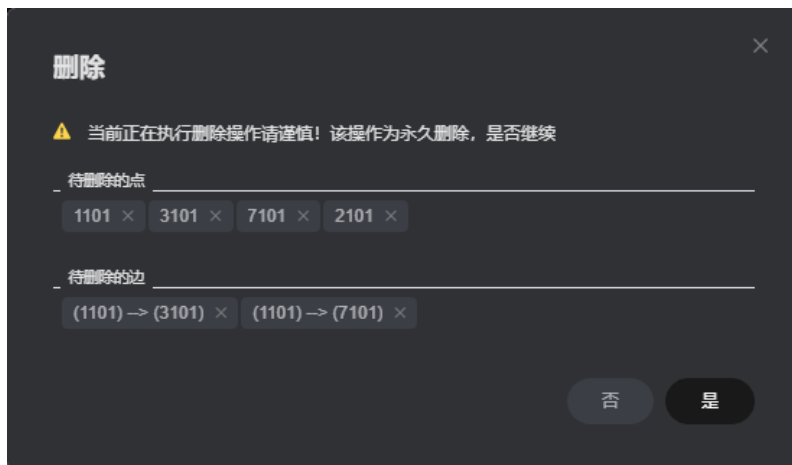 删除
当前正在执行删除操作请谨慎！该操作为永久删除，是否继续
待删除的点
1101 × 3101 × 7101 × 2101 ×
待删除的边
(1101) --> (3101) × (1101) --> (7101) ×
否 是